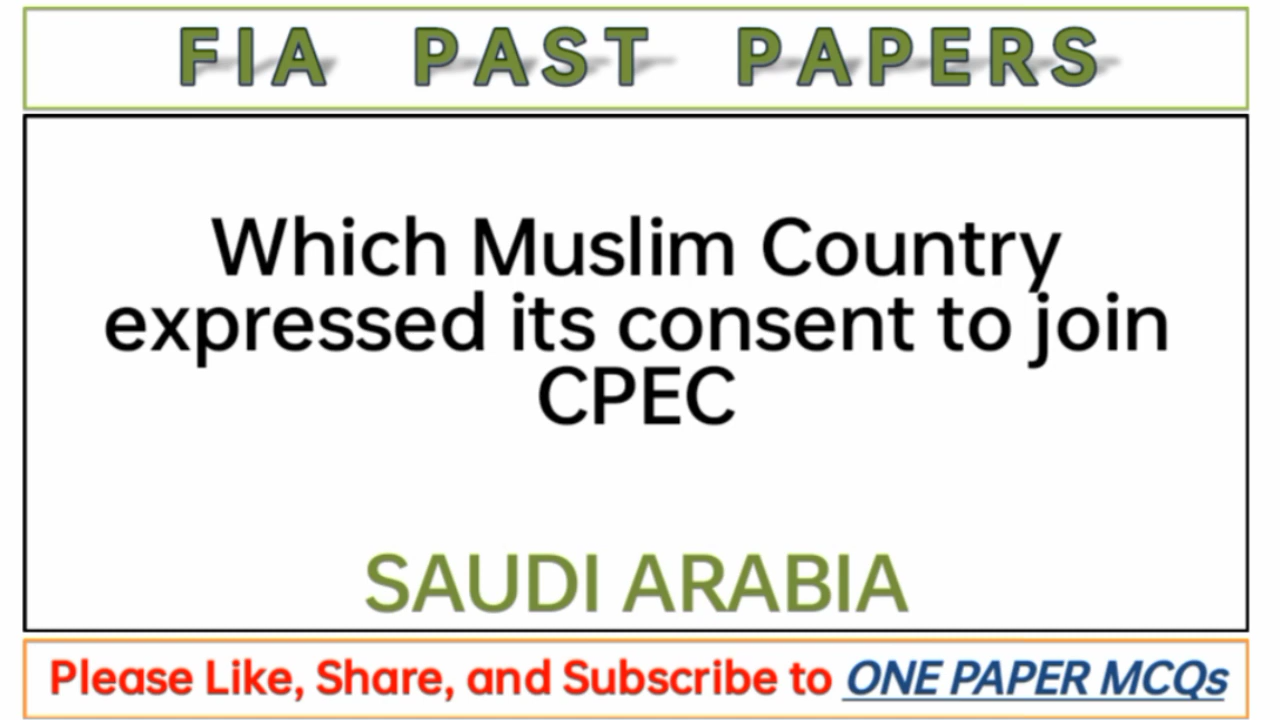 FIA PAST PAPERS
Which Muslim Country
expressed its consent to join
CPEC
SAUDI ARABIA
Please Like, Share, and Subscribe to ONE PAPER MCQs